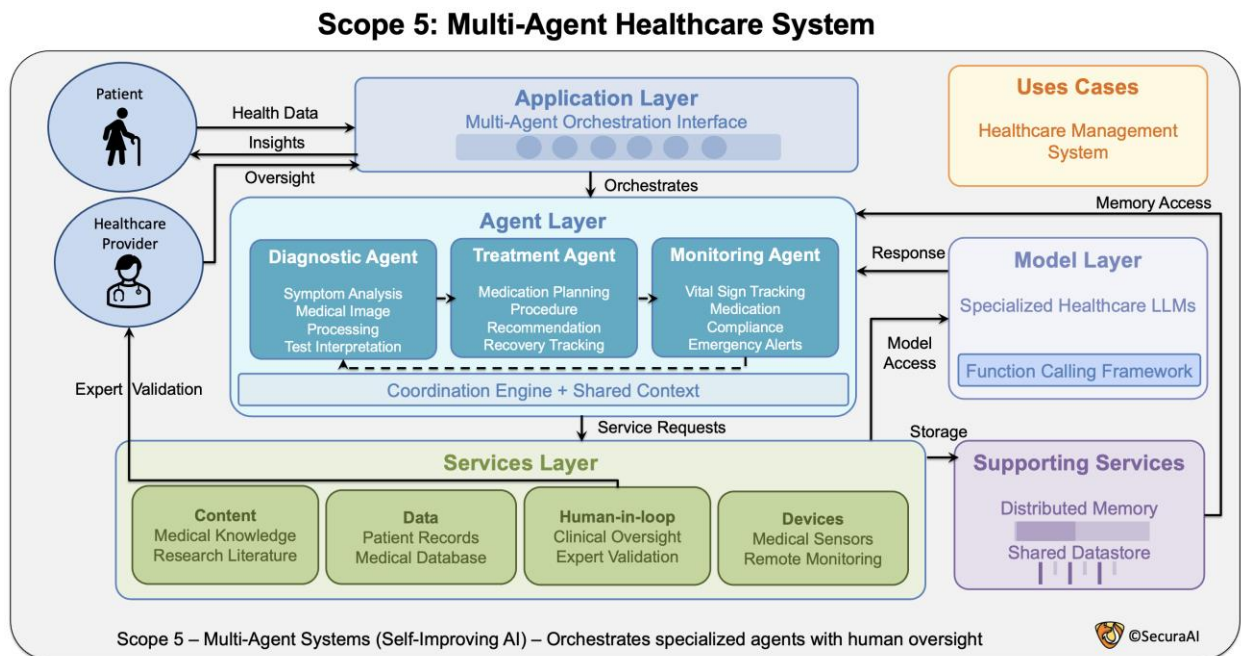 Scope 5: Multi-Agent Healthcare System
Patient
Health Data
Insights
Oversight
Healthcare
Provider
Application Layer
Multi-Agent Orchestration Interface
Orchestrates
Uses Cases
Healthcare Management
System
Memory Access
Agent Layer
Diagnostic Agent
Symptom Analysis
Medical Image
Processing
Test Interpretation
Treatment Agent
Medication Planning
Procedure
Recommendation
Recovery Tracking
Monitoring Agent
Vital Sign Tracking
Medication
Compliance
Emergency Alerts
Coordination Engine + Shared Context
Response
Model Layer
Specialized Healthcare LLMs
Function Calling Framework
Model
Access
Expert Validation
Service Requests
Storage
Services Layer
Content
Medical Knowledge
Research Literature
Data
Patient Records
Medical Database
Human-in-loop
Clinical Oversight
Expert Validation
Devices
Medical Sensors
Remote Monitoring
Supporting Services
Distributed Memory
Shared Datastore
Scope 5 – Multi-Agent Systems (Self-Improving AI) – Orchestrates specialized agents with human oversight
©SecuraAI